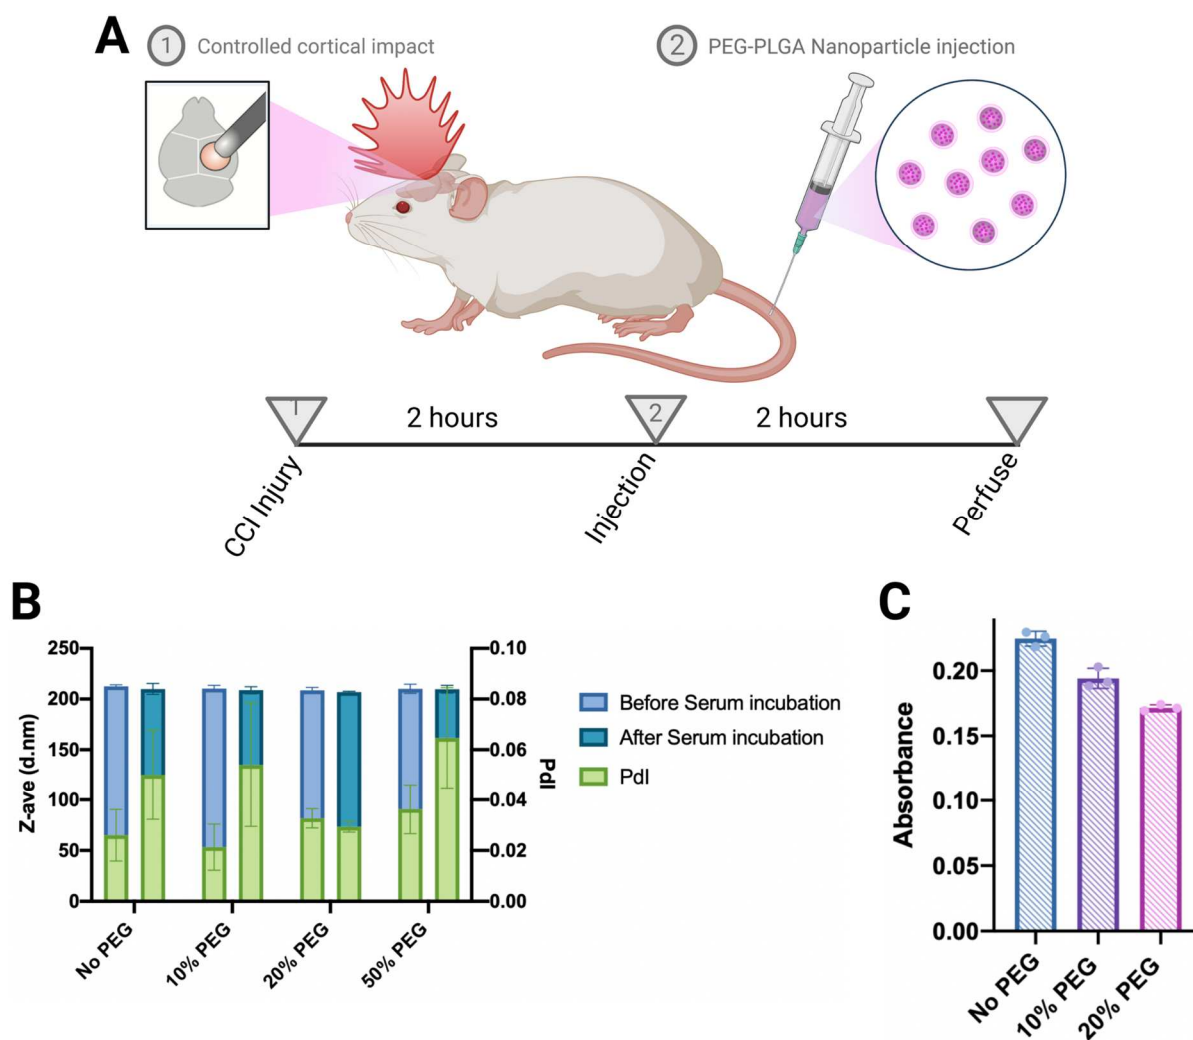 A
1 Controlled cortical impact
2 PEG-PLGA Nanoparticle injection
1
2 hours
2
2 hours
CCI Injury
Injection
Perfuse
B
Z-ave (d.nm)
250
200
150
100
50
0
0.10
0.08
0.06
0.04
0.02
0.00
PdI
No PEG
10% PEG
20% PEG
50% PEG
Before Serum incubation
After Serum incubation
PdI
C
Absorbance
0.20
0.15
0.10
0.05
0.00
No PEG
10% PEG
20% PEG